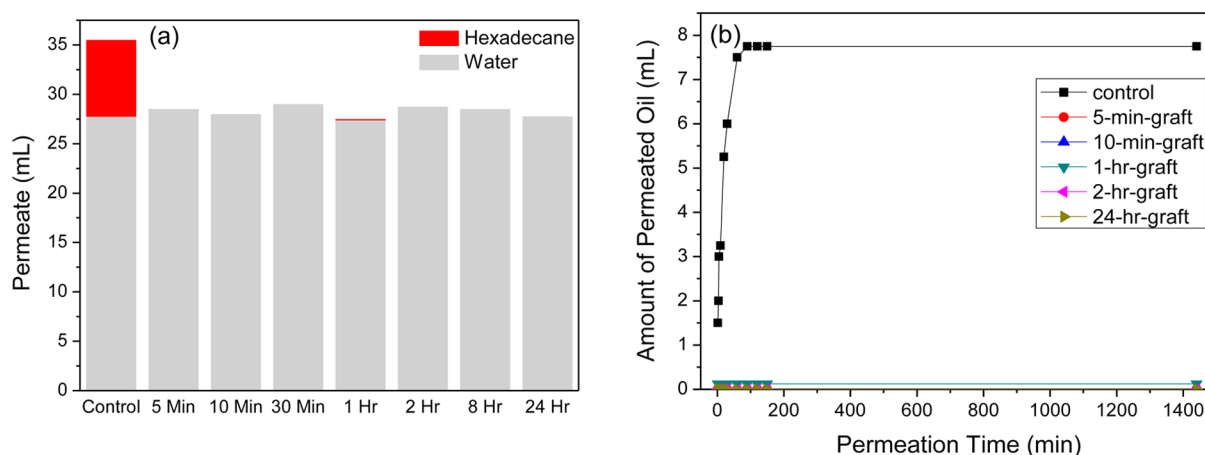 (a)
Hexadecane
Water
Permeate (mL)
35
30
25
20
15
10
5
0
Control 5 Min 10 Min 30 Min 1 Hr 2 Hr 8 Hr 24 Hr
(b)
Amount of Permeated Oil (mL)
8
7
6
5
4
3
2
1
0
control
5-min-graft
10-min-graft
1-hr-graft
2-hr-graft
24-hr-graft
0 200 400 600 800 1000 1200 1400
Permeation Time (min)